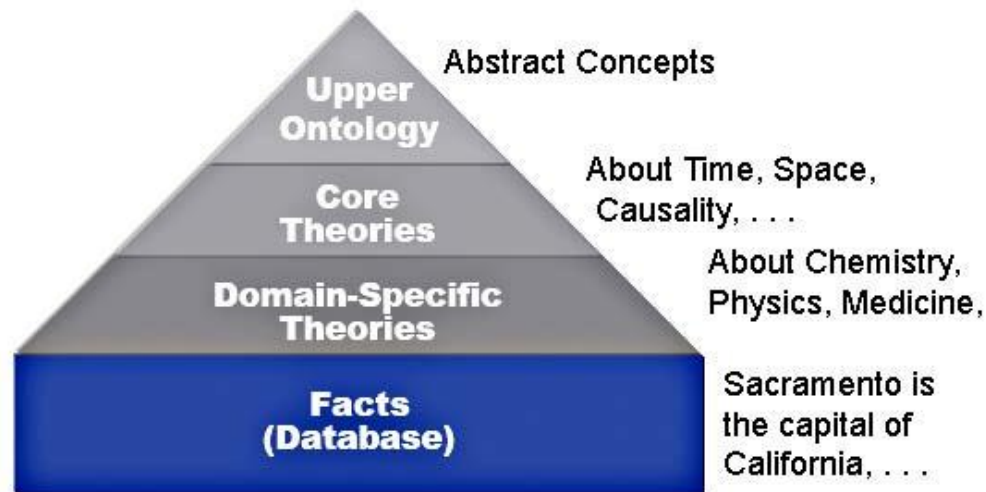 Upper
Ontology
Abstract Concepts
Core
Theories
About Time, Space,
Causality, . . .
Domain-Specific
Theories
About Chemistry,
Physics, Medicine,
Facts
(Database)
Sacramento is
the capital of
California, . . .